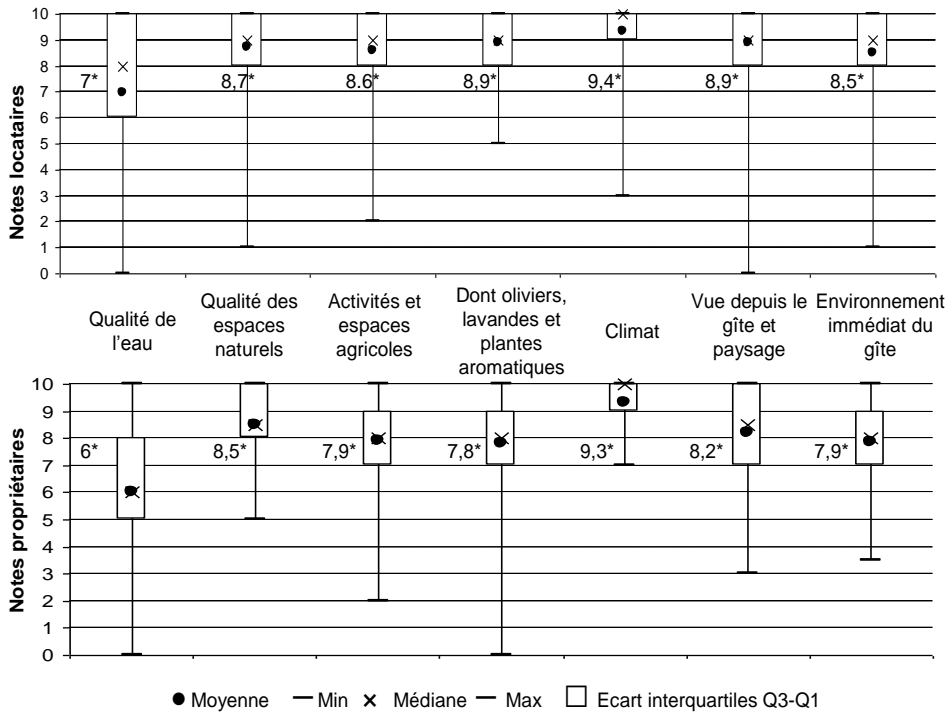 Notes locataires
10
9
8
7
6
5
4
3
2
1
0
7*
8,7*
8.6*
8,9*
9,4*
8,9*
8,5*
Qualité de
l'eau
Qualité des
espaces
naturels
Activités et
espaces
agricoles
Dont oliviers,
lavandes et
plantes
aromatiques
Climat
Vue depuis le
gîte et
paysage
Environnement
immédiat du
gîte
Notes propriétaires
10
9
8
7
6
5
4
3
2
1
0
6*
8,5*
7,9*
7,8*
9,3*
8,2*
7,9*
Moyenne Min Médiane Max Ecart interquartiles Q3-Q1